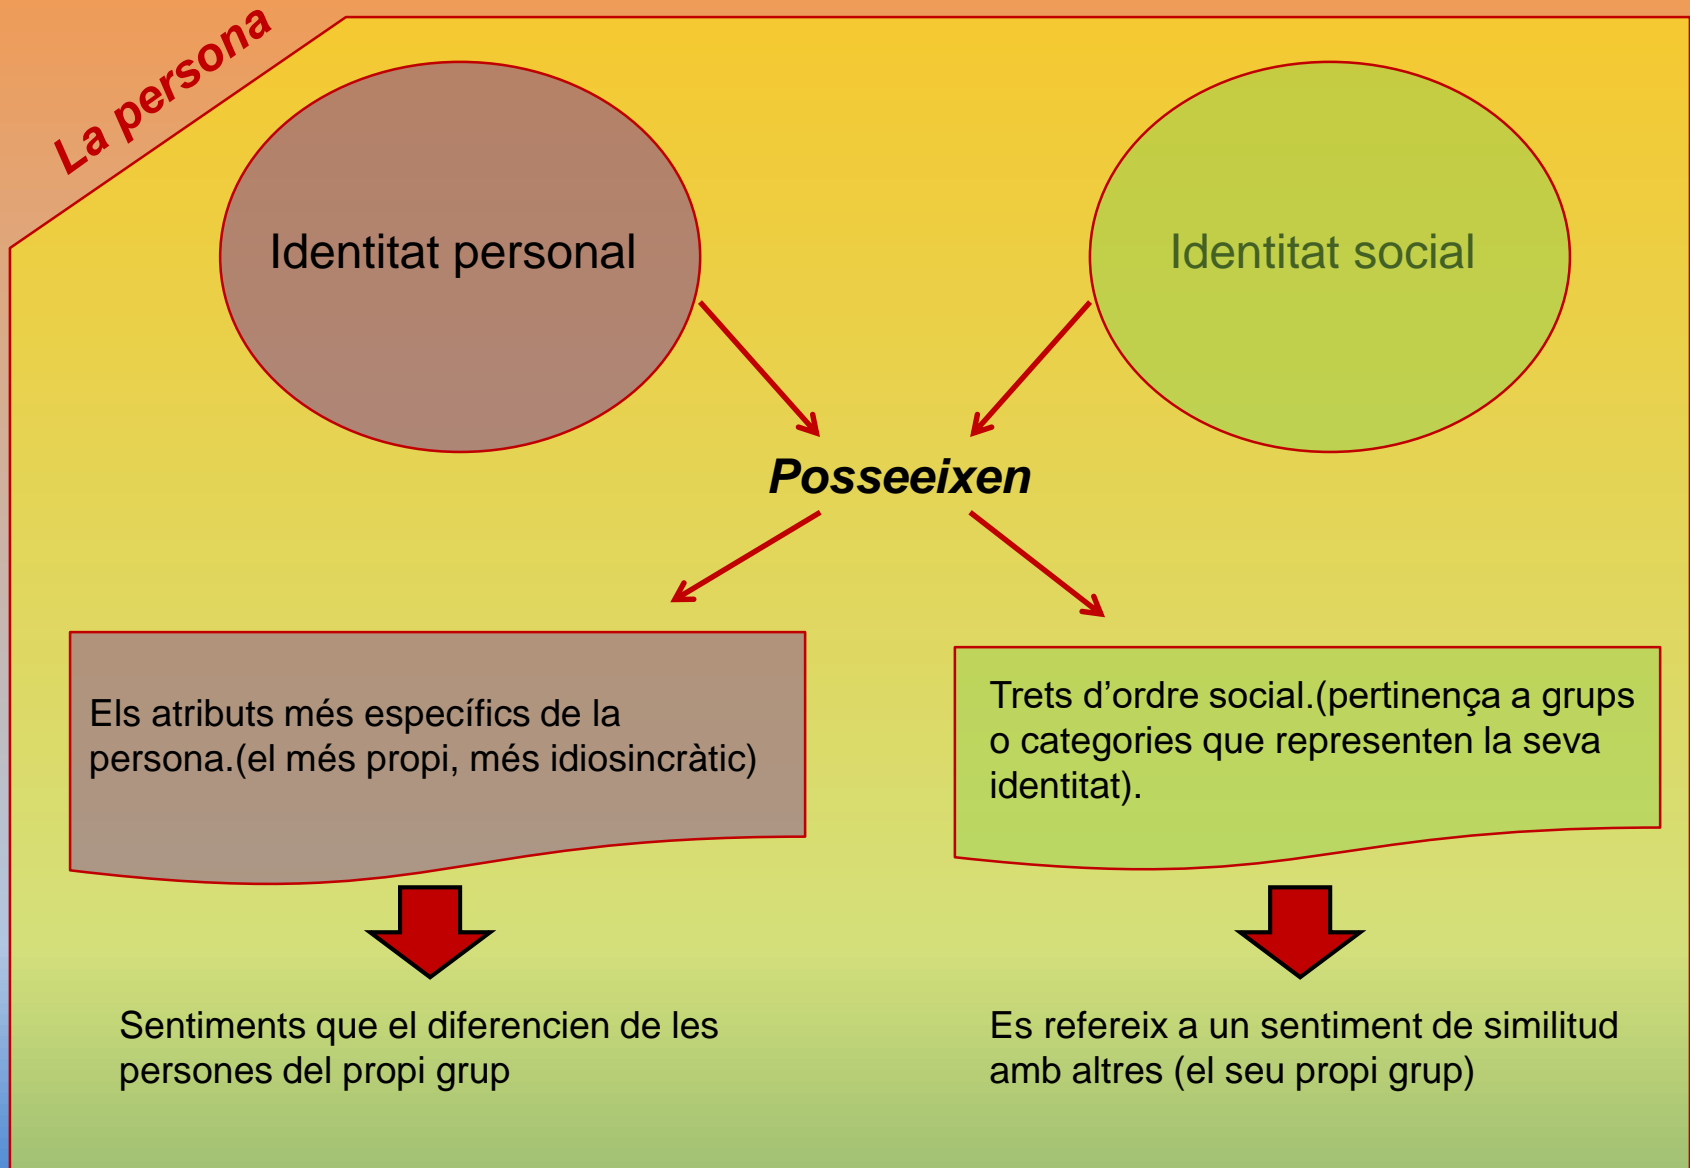 La persona
Identitat personal
Identitat social
Posseeixen
Els atributs més específics de la
persona.(el més propi, més idiosincràtic)
Trets d’ordre social.(pertinença a grups
o categories que representen la seva
identitat).
Sentiments que el diferencien de les
persones del propi grup
Es refereix a un sentiment de similitud
amb altres (el seu propi grup)